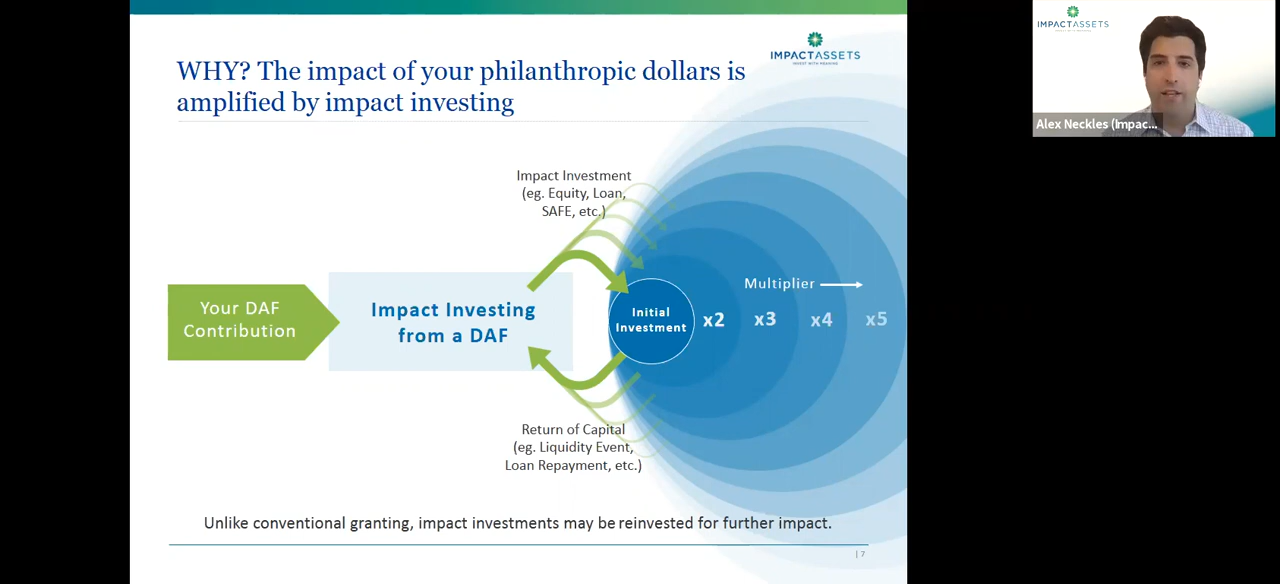 WHY? The impact of your philanthropic dollars is
amplified by impact investing
IMPACTASSETS
INVEST WITH MEANING
Impact Investment
(eg. Equity, Loan,
SAFE, etc.)
Your DAF
Contribution
Impact Investing
from a DAF
Initial
Investment
Multiplier
x2
x3
x4
x5
Return of Capital
(eg. Liquidity Event,
Loan Repayment, etc.)
Unlike conventional granting, impact investments may be reinvested for further impact.
| 7
IMPACTASSETS
Alex Neckles (Impac...